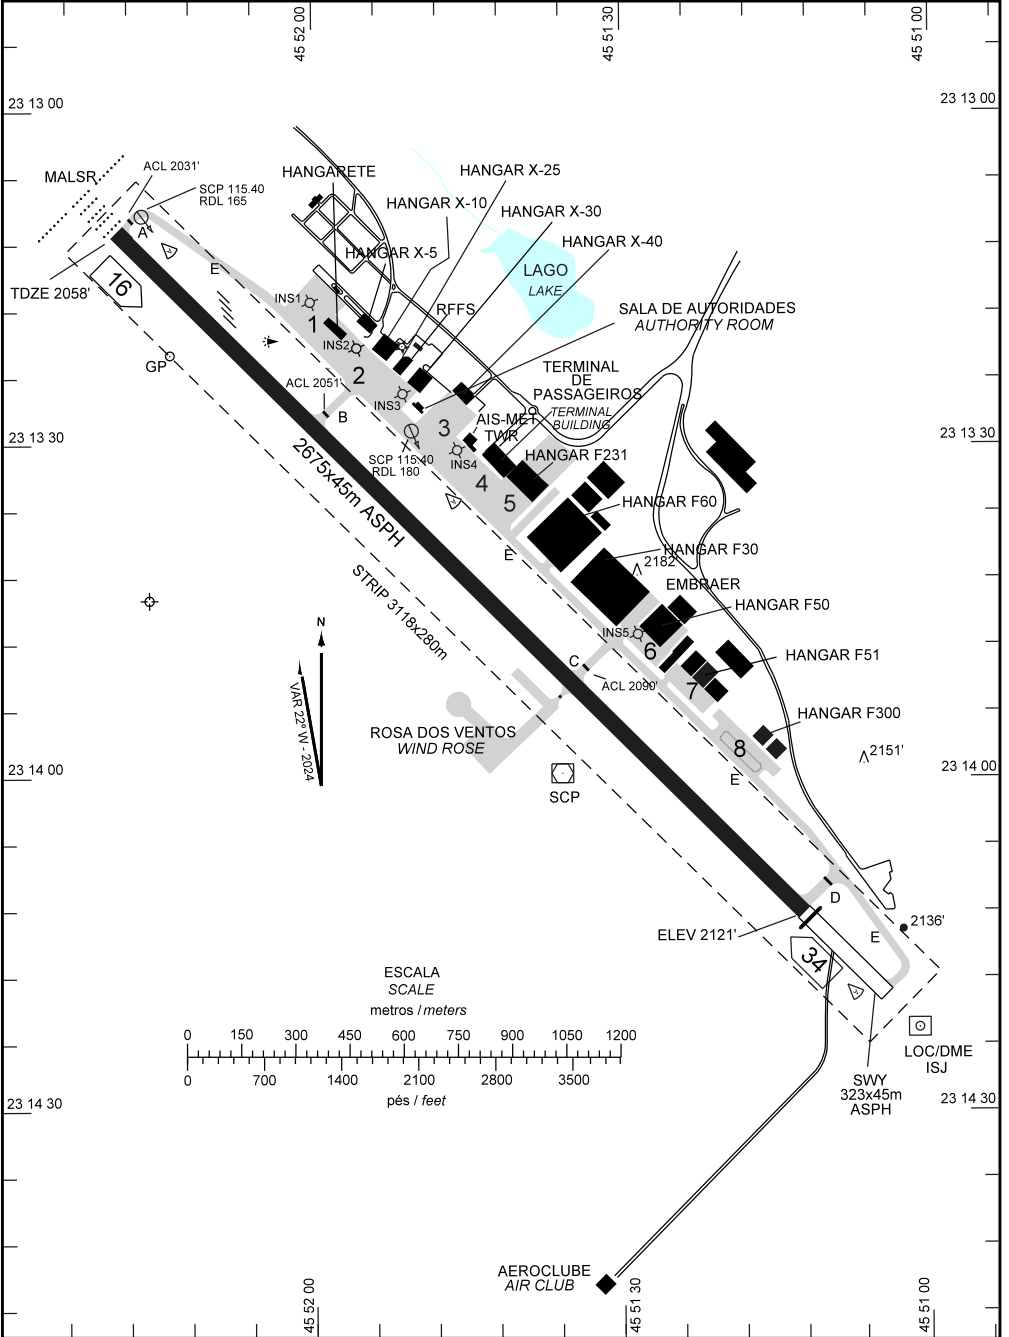 45 52 00
45 51 30
45 51 00
23 13 00
23 13 00
MALSR
ACL 2031'
SCP 115.40
RDL 165
HANGARETE
HANGAR X-25
HANGAR X-10
HANGAR X-30
HANGAR X-5
HANGAR X-40
A
E
LAGO
LAKE
TDZE 2058'
16
INS1
1
RFFS
SALA DE AUTORIDADES
AUTHORITY ROOM
INS2
GP
2
TERMINAL
DE
PASSAGEIROS
TERMINAL
BUILDING
ACL 2051'
B
INS3
3
AIS-MET
TWR
23 13 30
23 13 30
SCP 115.40
RDL 180
INS4
HANGAR F231
2675x45m ASPH
4
5
HANGAR F60
E
HANGAR F30
2182'
EMBRAER
STRIP 3118x280m
HANGAR F50
N
INS5
6
HANGAR F51
C
ACL 2090'
7
VAR 22º W - 2024
HANGAR F300
ROSA DOS VENTOS
WIND ROSE
8
2151'
23 14 00
23 14 00
E
SCP
D
2136'
ELEV 2121'
E
34
ESCALA
SCALE
metros / meters
0 150 300 450 600 750 900 1050 1200
0 700 1400 2100 2800 3500
pés / feet
LOC/DME
ISJ
SWY
323x45m
ASPH
23 14 30
23 14 30
AEROCLUBE
AIR CLUB
45 52 00
45 51 30
45 51 00